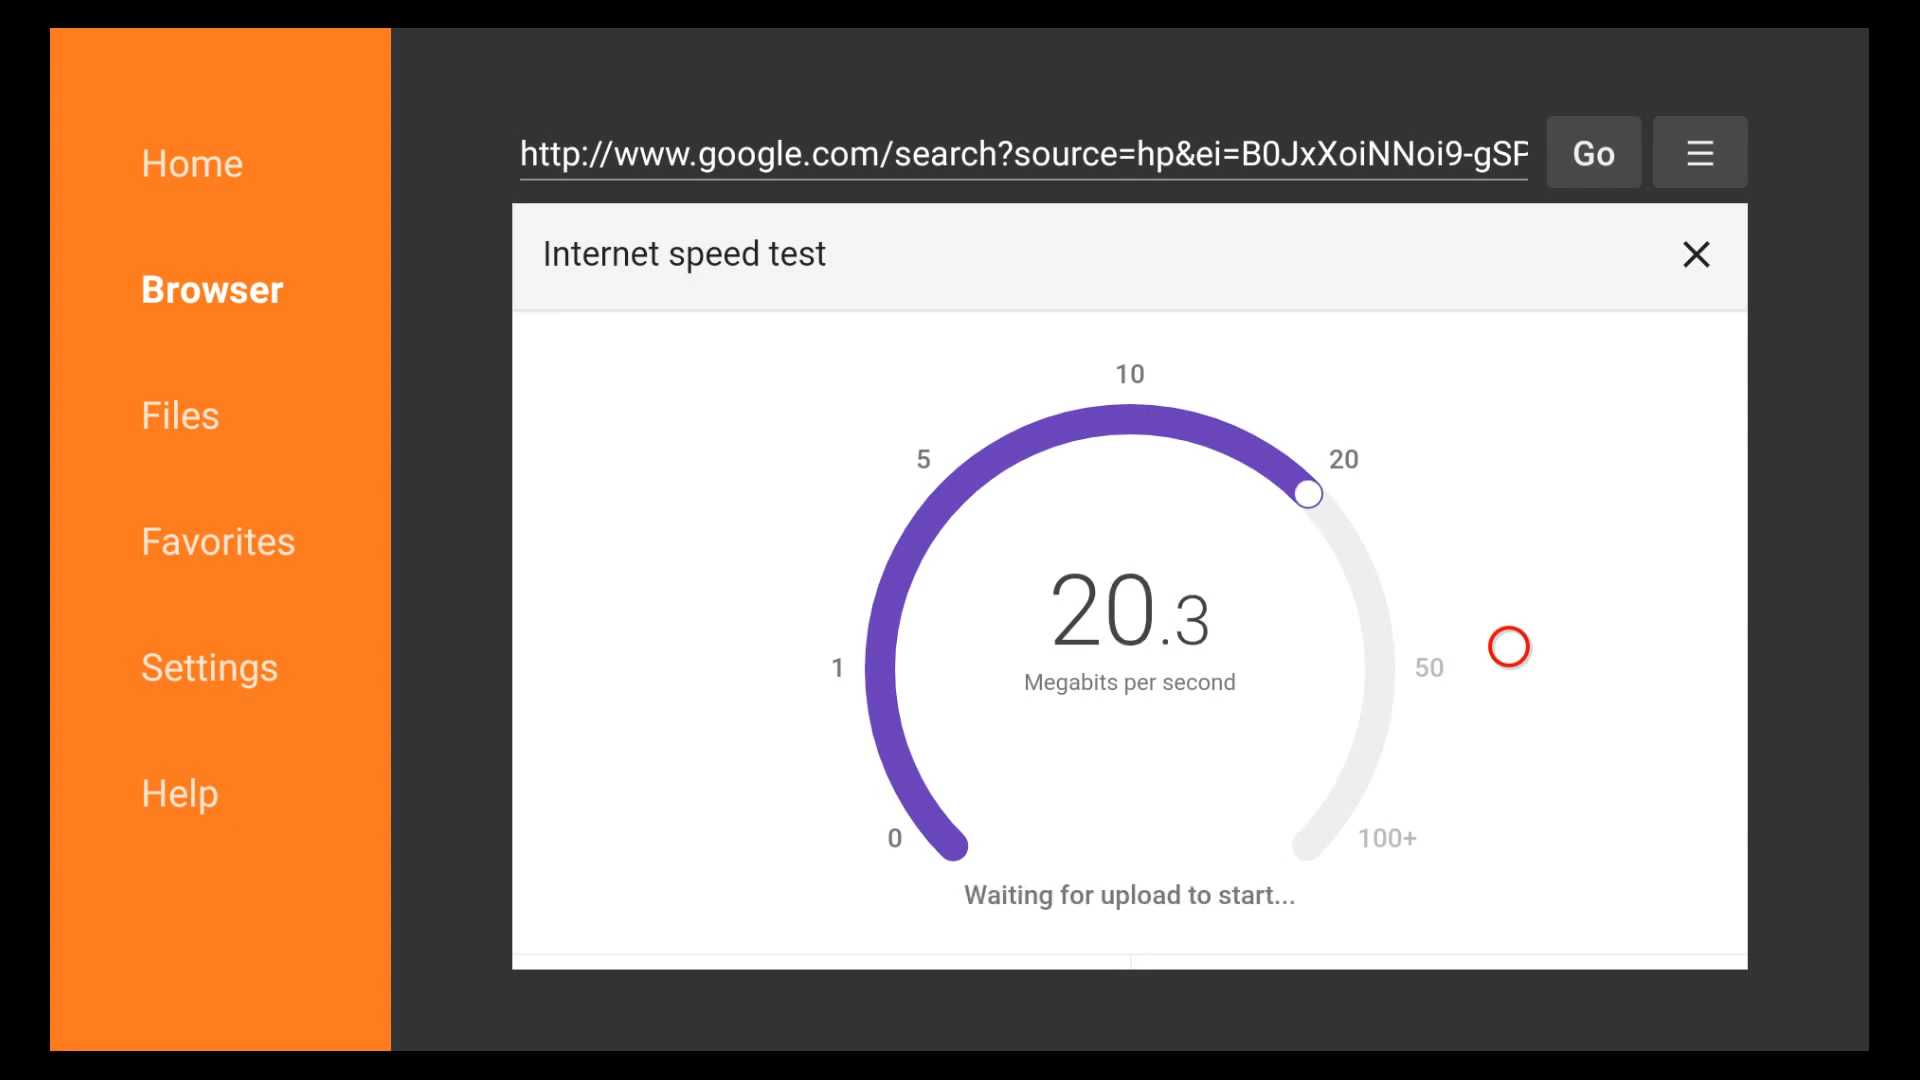 Home
Browser
Files
Favorites
Settings
Help
http://www.google.com/search?source=hp&ei=B0JxXoiNNoi9-gSP
Go
Internet speed test
10
5
20
1
20.3
50
Megabits per second
0
100+
Waiting for upload to start...